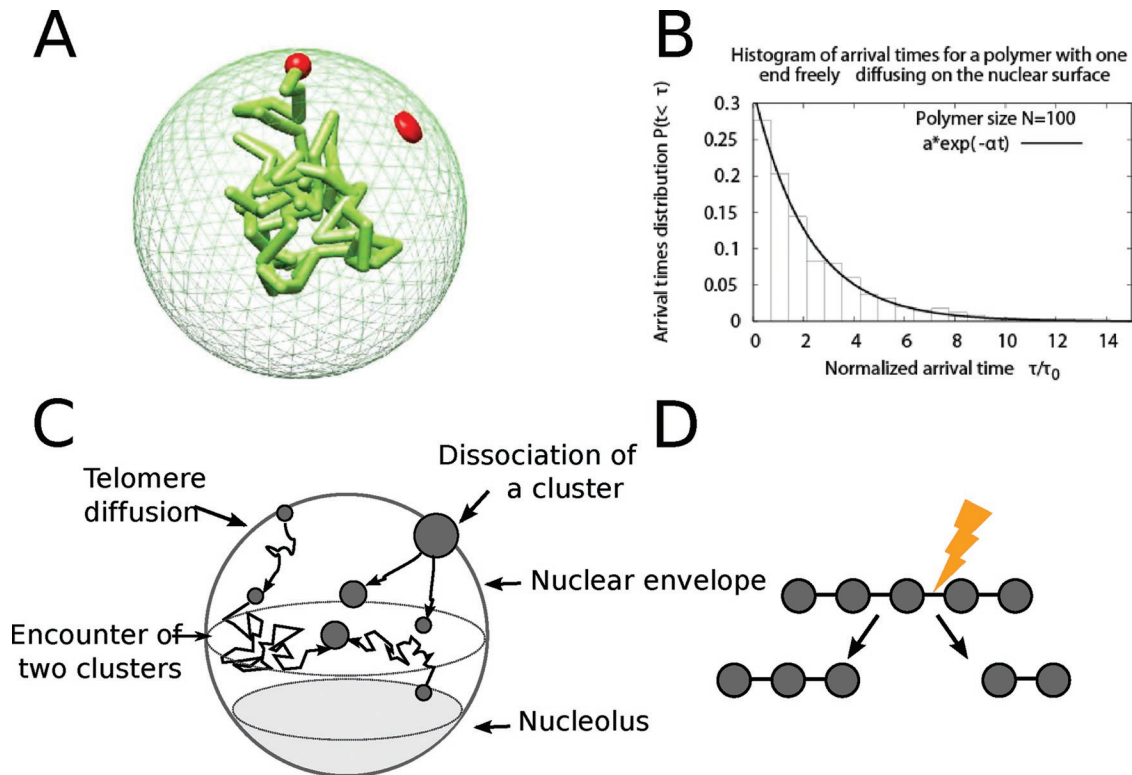 A
B
Histogram of arrival times for a polymer with one
end freely diffusing on the nuclear surface
Arrival times distribution P(t< τ)
0.3
0.25
0.2
0.15
0.1
0.05
0
Polymer size N=100
a*exp(-αt)
0 2 4 6 8 10 12 14
Normalized arrival time τ/τ0
C
Telomere
diffusion
Dissociation of
a cluster
Nuclear envelope
Encounter of
two clusters
Nucleolus
D